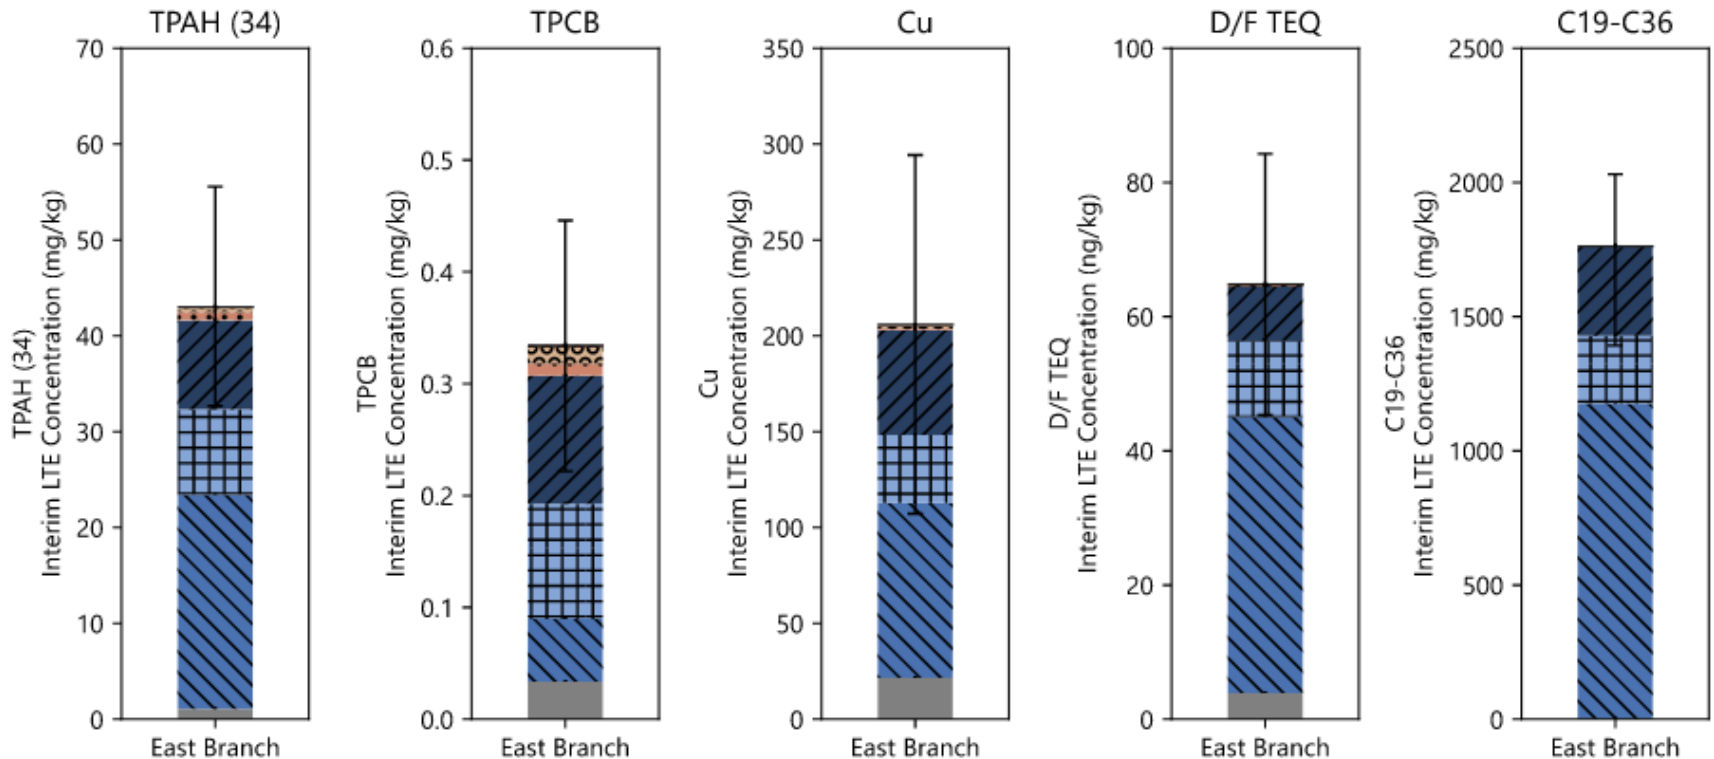 TPAH (34)
70
60
50
40
30
20
10
0
TPAH (34)
Interim LTE Concentration (mg/kg)
East Branch
TPCB
0.6
0.5
0.4
0.3
0.2
0.1
0.0
TPCB
Interim LTE Concentration (mg/kg)
East Branch
Cu
350
300
250
200
150
100
50
0
Cu
Interim LTE Concentration (mg/kg)
East Branch
D/F TEQ
100
80
60
40
20
0
D/F TEQ
Interim LTE Concentration (ng/kg)
East Branch
C19-C36
2500
2000
1500
1000
500
0
C19-C36
Interim LTE Concentration (mg/kg)
East Branch